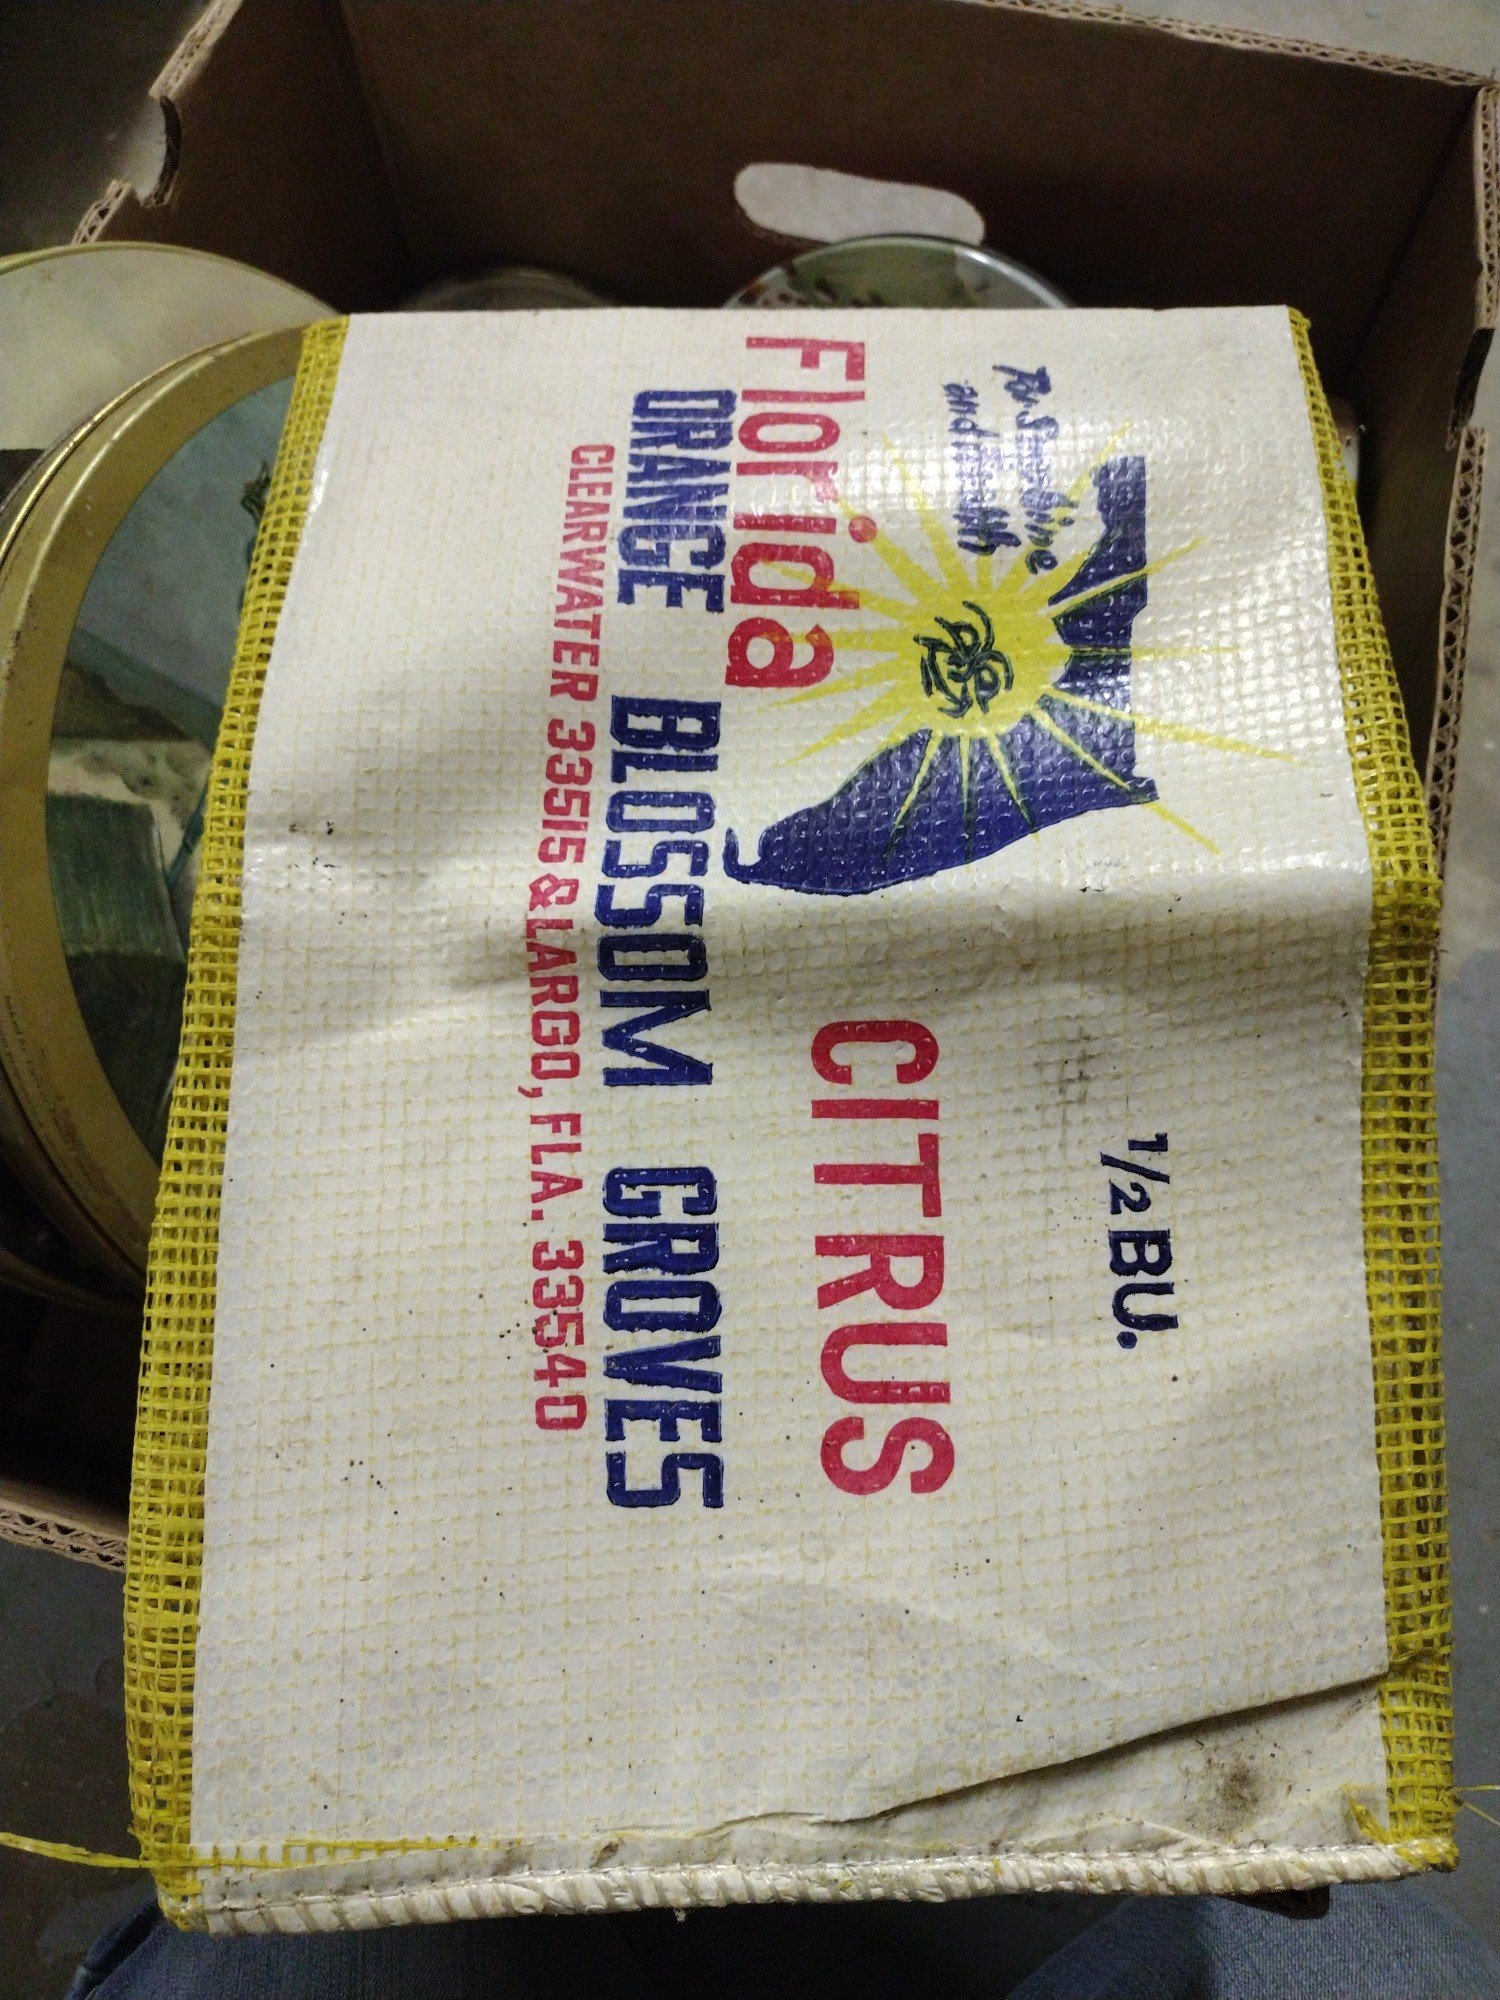 For Sunshine
and Health
Florida
CITRUS
1/2 BU.
ORANGE BLOSSOM GROVES
CLEARWATER 33515 & LARGO, FLA. 33540